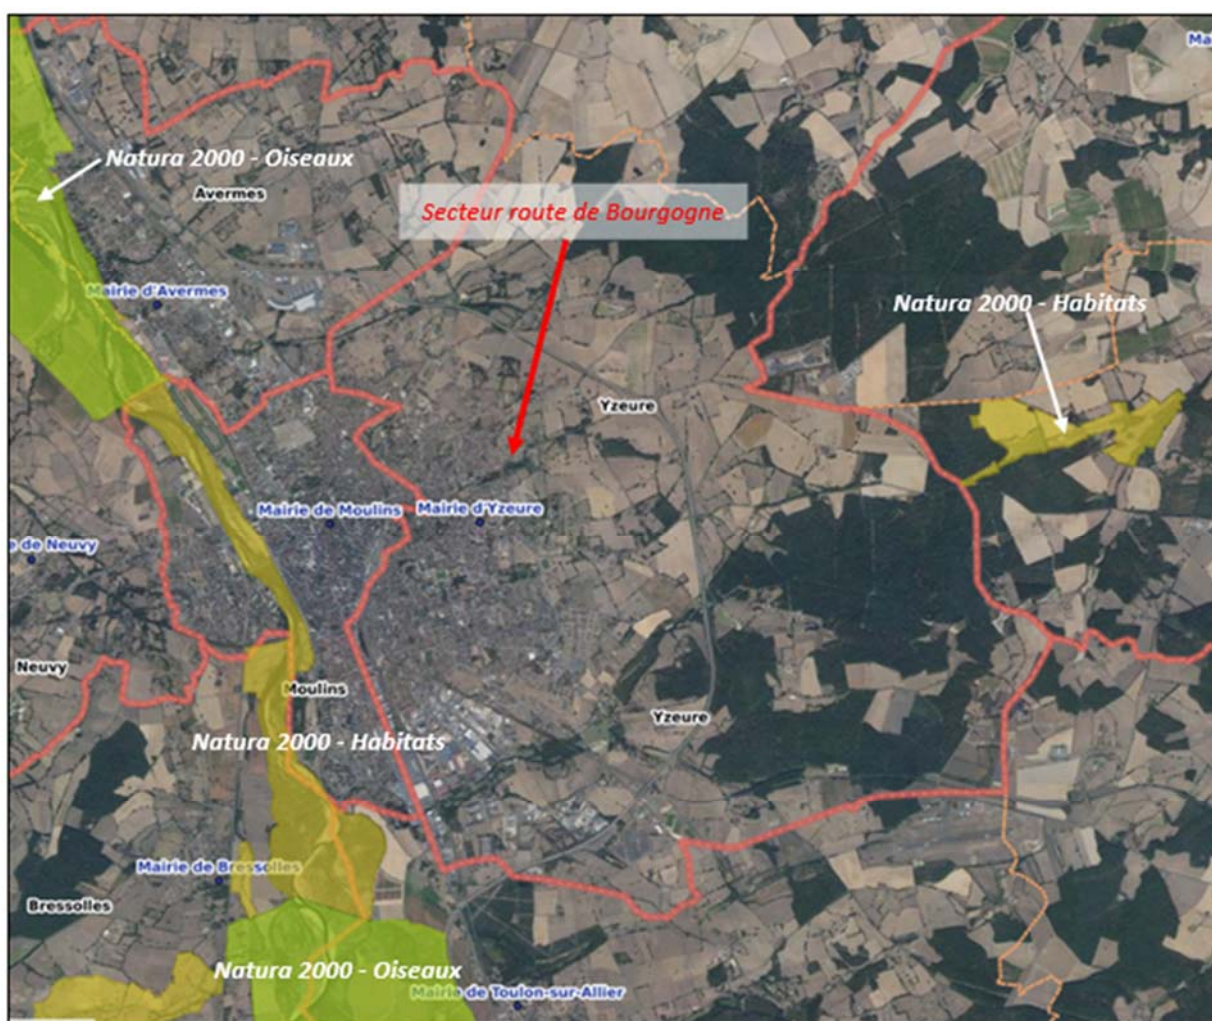 Ma
Natura 2000 - Oiseaux
Avermes
Secteur route de Bourgogne
Mairie d'Avermes
Natura 2000 - Habitats
Yzeure
Mairie de Moulins
Mairie d'Yzeure
e de Neuvy
Neuvy
Moulins
Yzeure
Natura 2000 - Habitats
Mairie de Bressolles
Bressolles
Natura 2000 - Oiseaux
Mairie de Toulon-sur-Allier